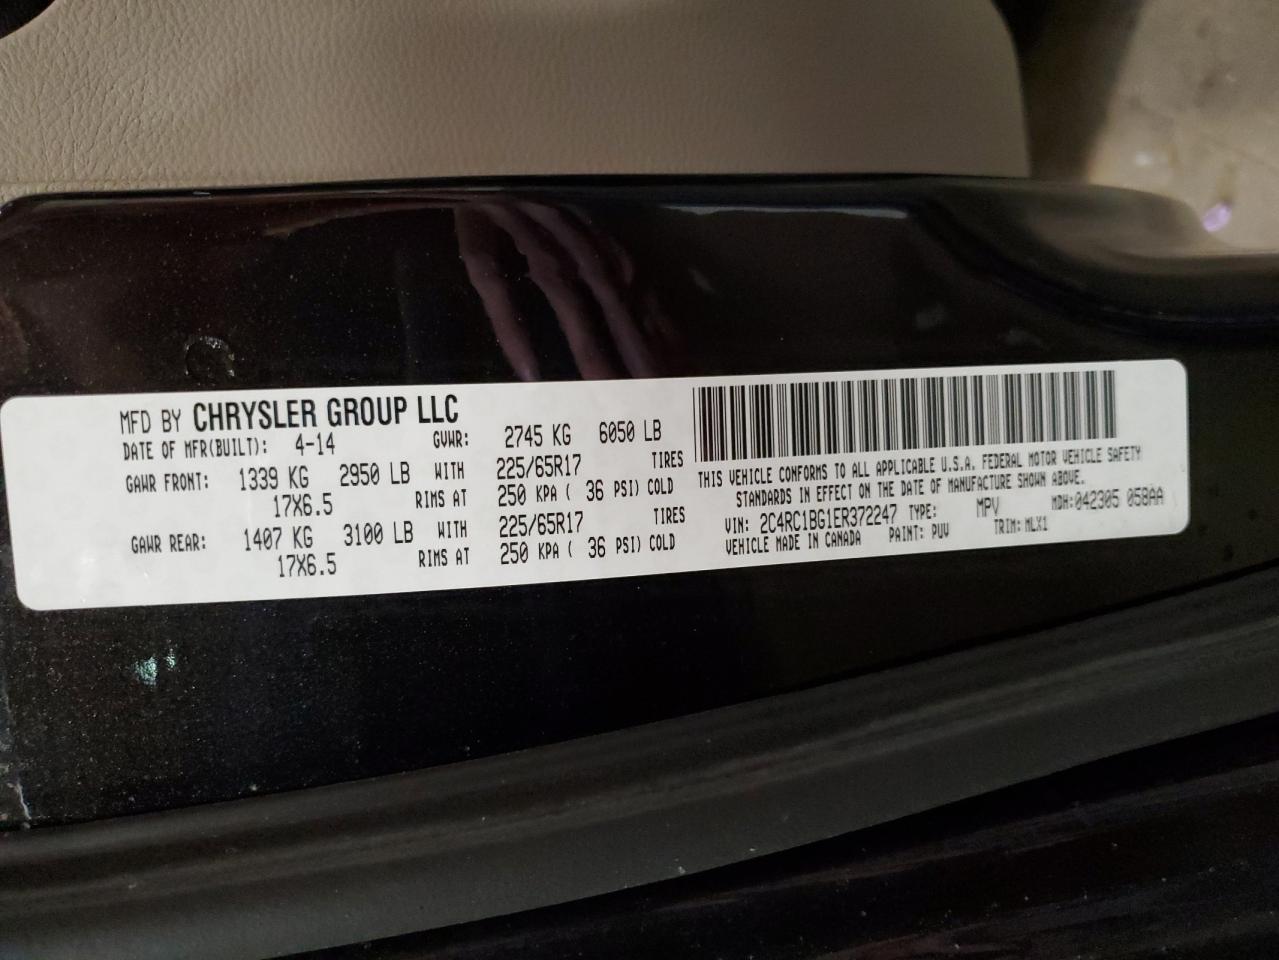 MFD BY CHRYSLER GROUP LLC
DATE OF MFR(BUILT): 4-14 GVWR: 2745 KG 6050 LB
GAWR FRONT: 1339 KG 2950 LB WITH 225/65R17 TIRES
17X6.5 RIMS AT 250 KPA ( 36 PSI) COLD
GAWR REAR: 1407 KG 3100 LB WITH 225/65R17 TIRES
17X6.5 RIMS AT 250 KPA ( 36 PSI) COLD
THIS VEHICLE CONFORMS TO ALL APPLICABLE U.S.A. FEDERAL MOTOR VEHICLE SAFETY
STANDARDS IN EFFECT ON THE DATE OF MANUFACTURE SHOWN ABOVE.
VIN: 2C4RC1BG1ER372247 TYPE: MPV MDH:042305 058AA
VEHICLE MADE IN CANADA PAINT: PUV TRIM: MLX1